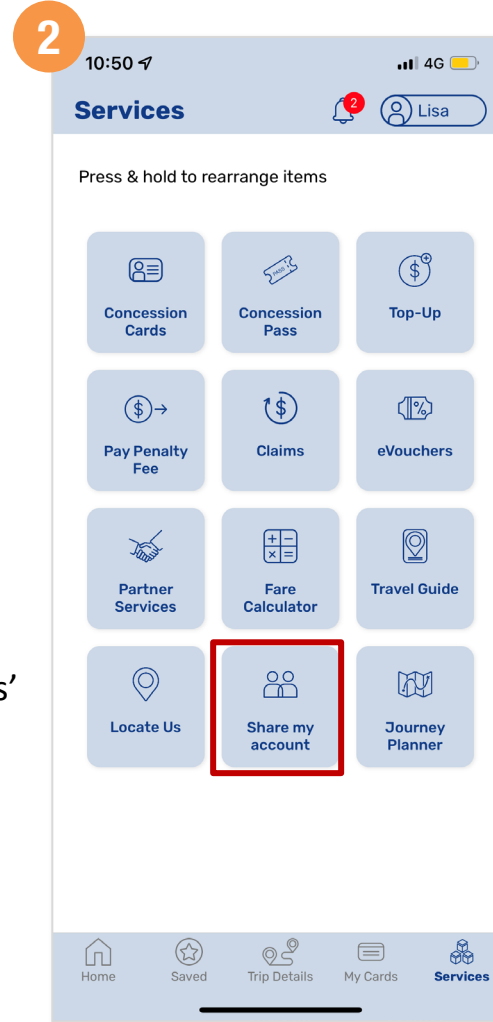 2
10:50 4G
Services 2 Lisa
Press & hold to rearrange items
Concession Cards
Concession Pass
Top-Up
Pay Penalty Fee
Claims
eVouchers
Partner Services
Fare Calculator
Travel Guide
s’
Locate Us
Share my account
Journey Planner
Home Saved Trip Details My Cards Services